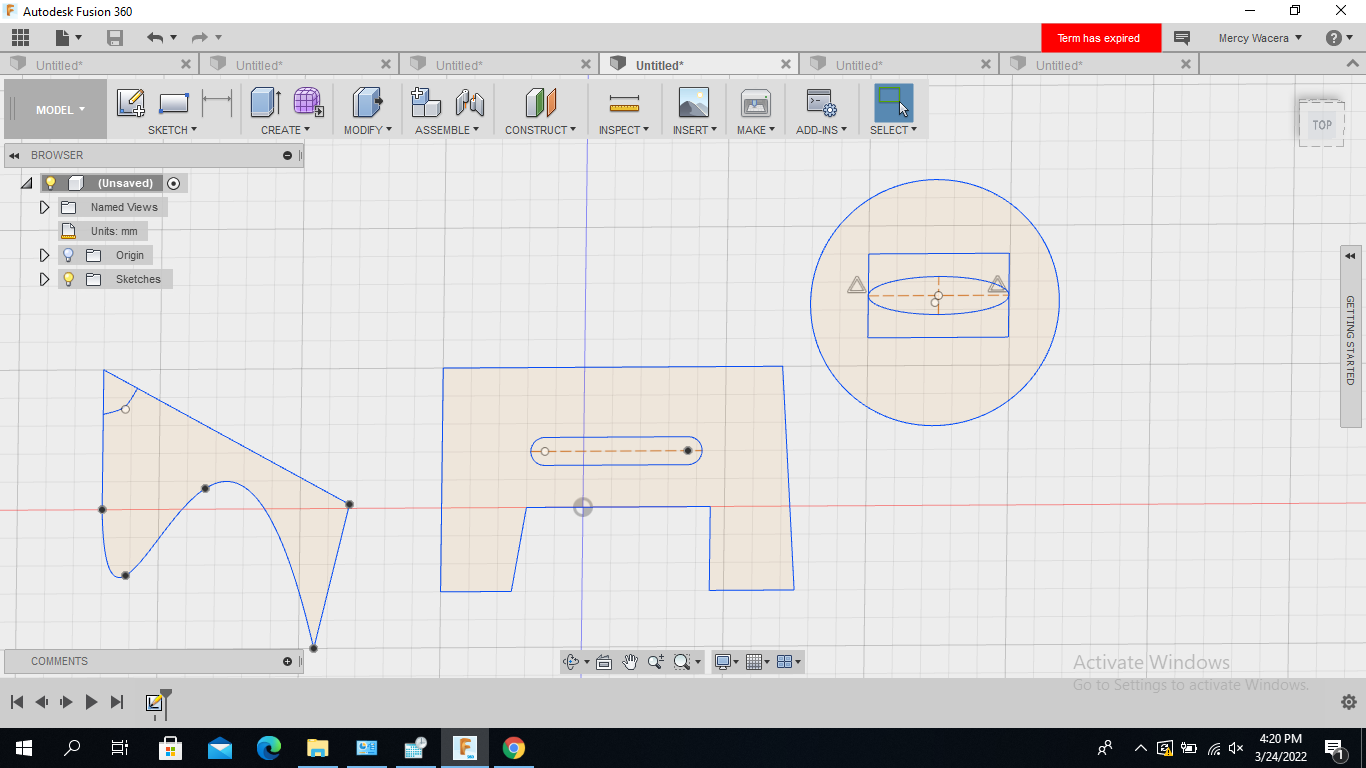 Autodesk Fusion 360
Term has expired
Mercy Wacera
Untitled*
Untitled*
Untitled*
Untitled*
Untitled*
Untitled*
MODEL
SKETCH
CREATE
MODIFY
ASSEMBLE
CONSTRUCT
INSPECT
INSERT
MAKE
ADD-INS
SELECT
TOP
BROWSER
(Unsaved)
Named Views
Units: mm
Origin
Sketches
GETTING STARTED
COMMENTS
Activate Windows
Go to Settings to activate Windows.
4:20 PM
3/24/2022
1